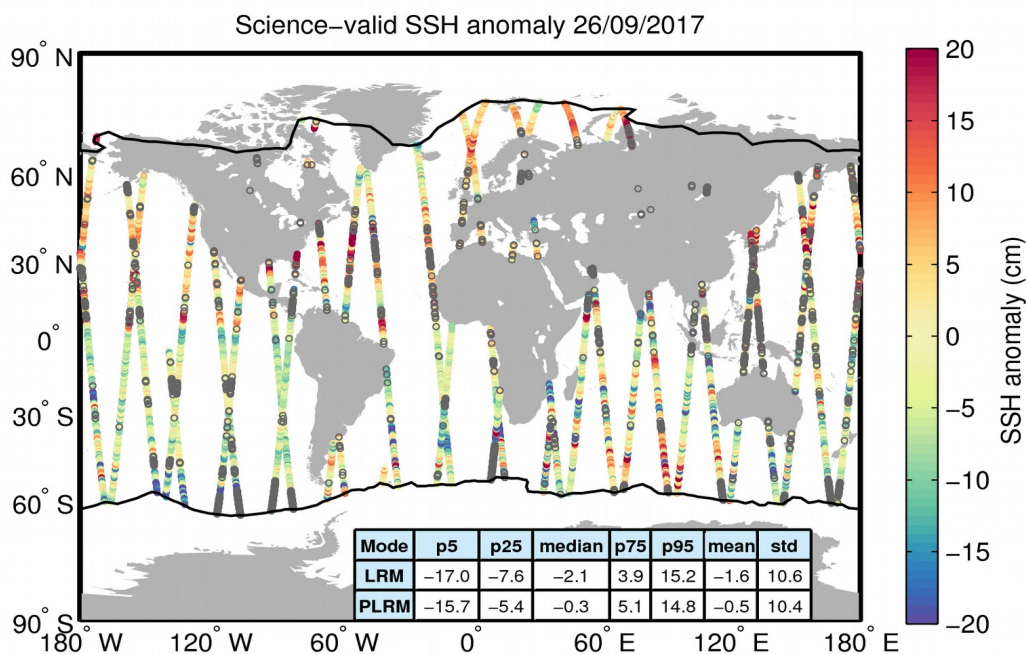 Science−valid SSH anomaly 26/09/2017
90° N
60° N
30° N
0°
30° S
60° S
90° S
180° W
120° W
60° W
0°
60° E
120° E
180° E
Mode p5 p25 median p75 p95 mean std
LRM −17.0 −7.6 −2.1 3.9 15.2 −1.6 10.6
PLRM −15.7 −5.4 −0.3 5.1 14.8 −0.5 10.4
20
15
10
5
0
−5
−10
−15
−20
SSH anomaly (cm)